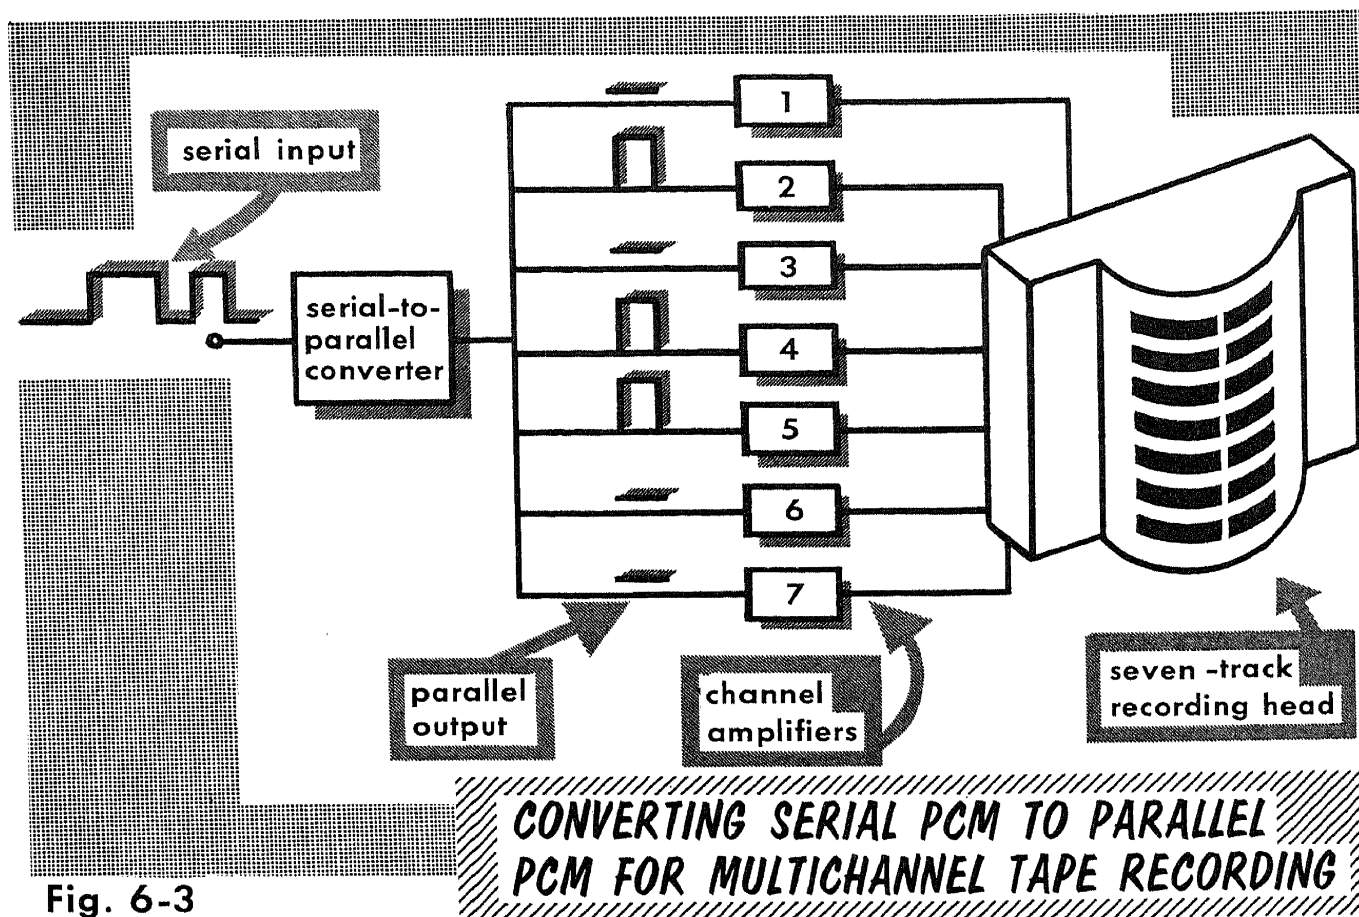 serial input
serial-to-
parallel
converter
1
2
3
4
5
6
7
parallel
output
channel
amplifiers
seven -track
recording head
CONVERTING SERIAL PCM TO PARALLEL
PCM FOR MULTICHANNEL TAPE RECORDING
Fig. 6-3